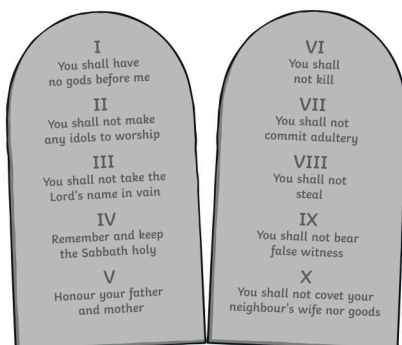 I
You shall have
no gods before me
II
You shall not make
any idols to worship
III
You shall not take the
Lord's name in vain
IV
Remember and keep
the Sabbath holy
V
Honour your father
and mother
VI
You shall
not kill
VII
You shall not
commit adultery
VIII
You shall not
steal
IX
You shall not bear
false witness
X
You shall not covet your
neighbour's wife nor goods